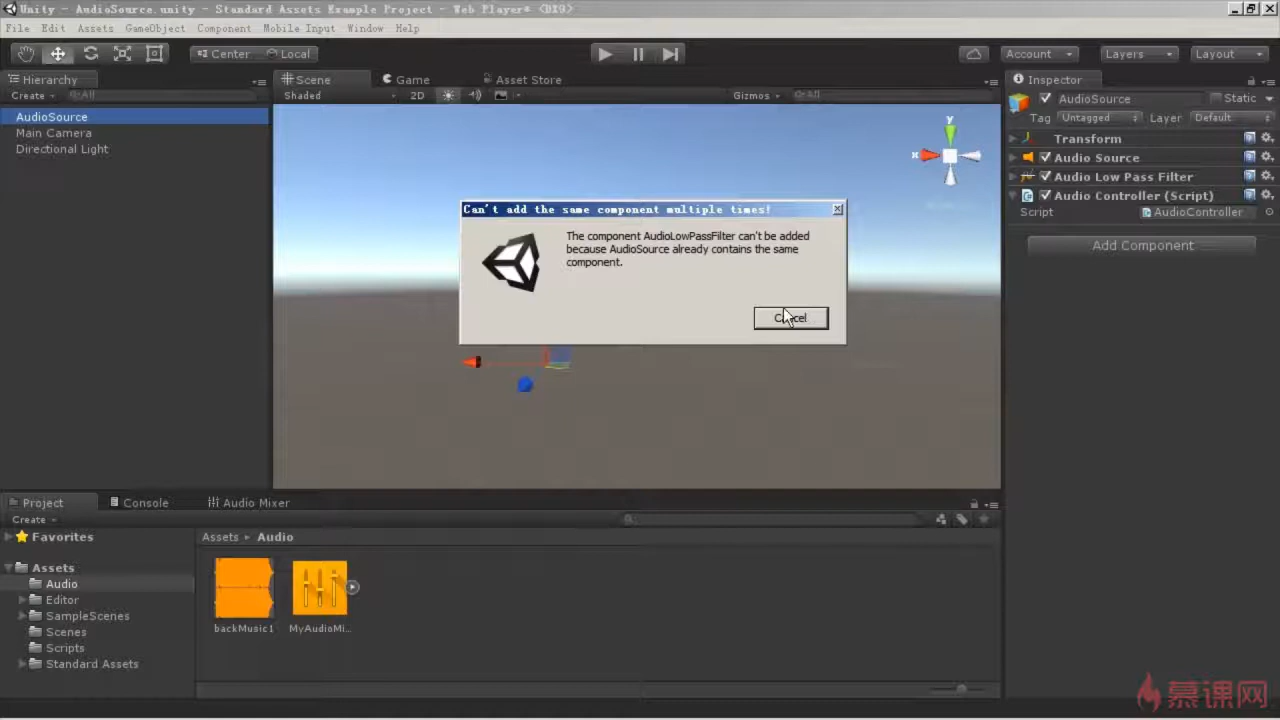 Unity - AudioSource.unity - Standard Assets Example Project - Web Player* <DX9>
File Edit Assets GameObject Component Mobile Input Window Help
Center Local Account Layers Layout
Hierarchy
Create All
AudioSource
Main Camera
Directional Light
Scene Game Asset Store
Shaded 2D Gizmos All
y
x
Can't add the same component multiple times!
The component AudioLowPassFilter can't be added
because AudioSource already contains the same
component.
Cancel
Inspector
AudioSource Static
Tag Untagged Layer Default
Transform
Audio Source
Audio Low Pass Filter
Audio Controller (Script)
Script AudioController
Add Component
Project Console Audio Mixer
Create
Favorites
Assets
Audio
Editor
SampleScenes
Scenes
Scripts
Standard Assets
Assets Audio
backMusic1 MyAudioMi...
慕课网